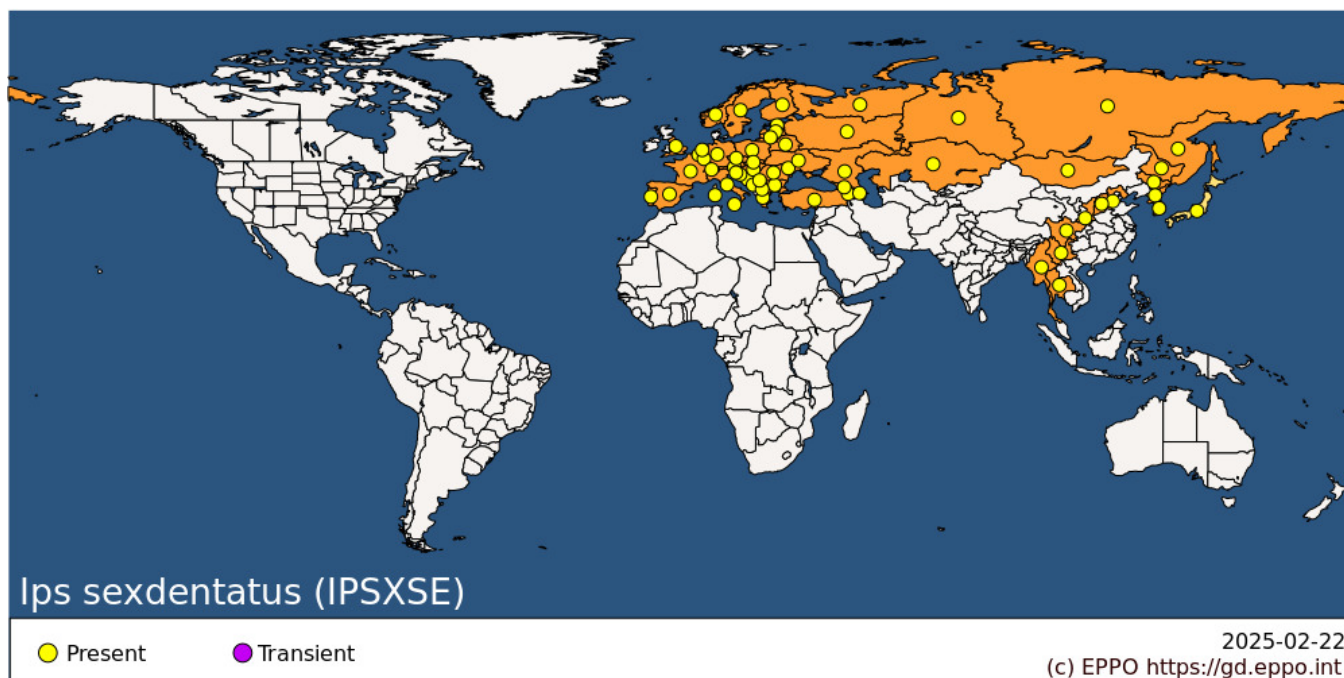 Ips sexdentatus (IPSXSE)
Present
Transient
2025-02-22
(c) EPPO https://gd.eppo.int